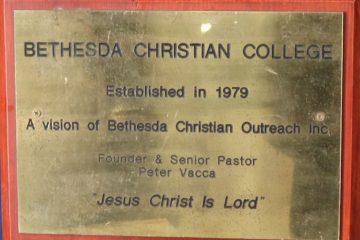 BETHESDA CHRISTIAN COLLEGE
Established in 1979
A vision of Bethesda Christian Outreach Inc.
Founder & Senior Pastor
Peter Vacca
"Jesus Christ Is Lord"